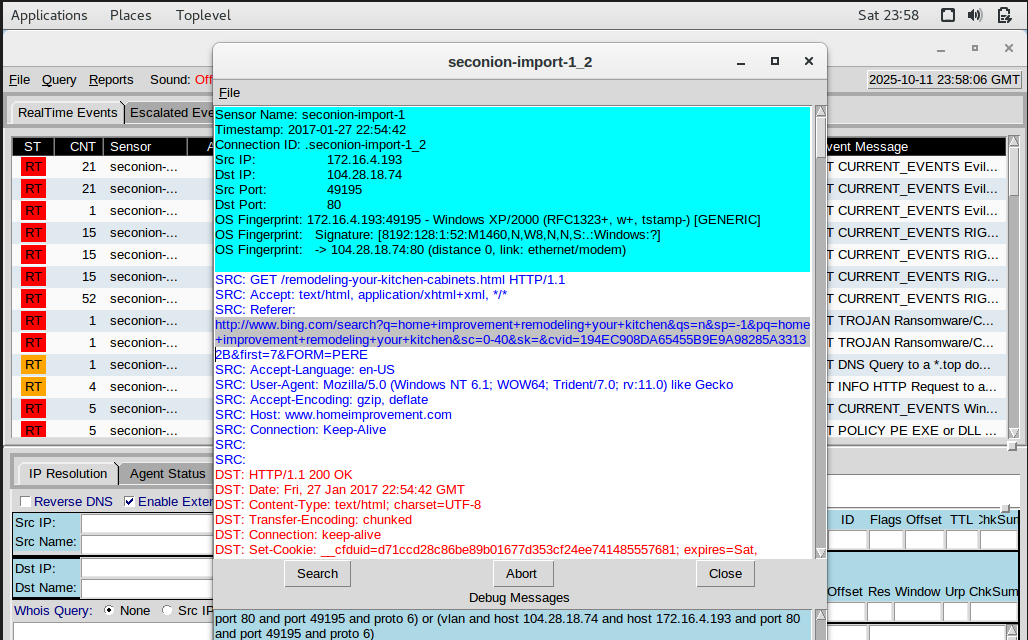 Applications Places Toplevel Sat 23:58
seconion-import-1_2
File Query Reports Sound: Off 2025-10-11 23:58:06 GMT
File
RealTime Events Escalated Eve
ST CNT Sensor A vent Message
RT 21 seconion-... T CURRENT_EVENTS Evil...
RT 21 seconion-... T CURRENT_EVENTS Evil...
RT 1 seconion-... T CURRENT_EVENTS Evil...
RT 15 seconion-... T CURRENT_EVENTS RIG...
RT 15 seconion-... T CURRENT_EVENTS RIG...
RT 15 seconion-... T CURRENT_EVENTS RIG...
RT 52 seconion-... T CURRENT_EVENTS RIG...
RT 1 seconion-... T TROJAN Ransomware/C...
RT 1 seconion-... T TROJAN Ransomware/C...
RT 1 seconion-... T DNS Query to a *.top do...
RT 4 seconion-... T INFO HTTP Request to a...
RT 5 seconion-... T CURRENT_EVENTS Win...
RT 5 seconion-... T POLICY PE EXE or DLL ...
Sensor Name: seconion-import-1
Timestamp: 2017-01-27 22:54:42
Connection ID: .seconion-import-1_2
Src IP: 172.16.4.193
Dst IP: 104.28.18.74
Src Port: 49195
Dst Port: 80
OS Fingerprint: 172.16.4.193:49195 - Windows XP/2000 (RFC1323+, w+, tstamp-) [GENERIC]
OS Fingerprint: Signature: [8192:128:1:52:M1460,N,W8,N,N,S:.:Windows:?]
OS Fingerprint: -> 104.28.18.74:80 (distance 0, link: ethernet/modem)
SRC: GET /remodeling-your-kitchen-cabinets.html HTTP/1.1
SRC: Accept: text/html, application/xhtml+xml, */*
SRC: Referer:
http://www.bing.com/search?q=home+improvement+remodeling+your+kitchen&qs=n&sp=-1&pq=home
+improvement+remodeling+your+kitchen&sc=0-40&sk=&cvid=194EC908DA65455B9E9A98285A3313
2B&first=7&FORM=PERE
SRC: Accept-Language: en-US
SRC: User-Agent: Mozilla/5.0 (Windows NT 6.1; WOW64; Trident/7.0; rv:11.0) like Gecko
SRC: Accept-Encoding: gzip, deflate
SRC: Host: www.homeimprovement.com
SRC: Connection: Keep-Alive
SRC:
SRC:
DST: HTTP/1.1 200 OK
DST: Date: Fri, 27 Jan 2017 22:54:42 GMT
DST: Content-Type: text/html; charset=UTF-8
DST: Transfer-Encoding: chunked
DST: Connection: keep-alive
DST: Set-Cookie: __cfduid=d71ccd28c86be89b01677d353cf24ee741485557681; expires=Sat,
IP Resolution Agent Status
Reverse DNS Enable Exter
Src IP:
Src Name:
Dst IP:
Dst Name:
Whois Query: None Src IP
ID Flags Offset TTL ChkSum
Offset Res Window Urp ChkSum
Search Abort Close
Debug Messages
port 80 and port 49195 and proto 6) or (vlan and host 104.28.18.74 and host 172.16.4.193 and port 80
and port 49195 and proto 6)